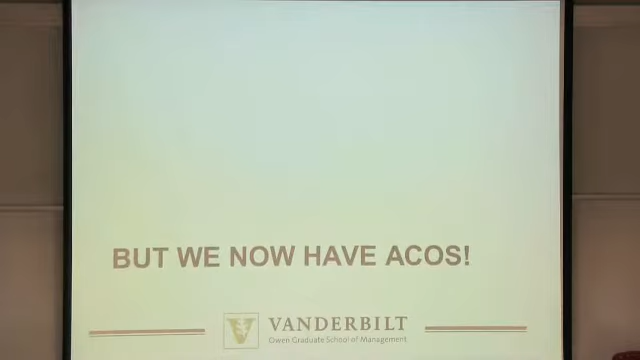 BUT WE NOW HAVE ACOS!
V
VANDERBILT
Owen Graduate School of Management